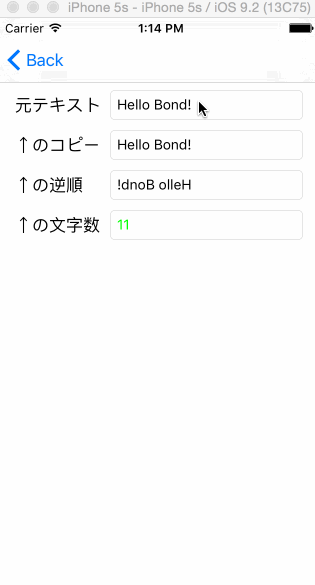 iPhone 5s - iPhone 5s / iOS 9.2 (13C75)
Carrier 1:14 PM
Back
元テキスト Hello Bond!
↑のコピー Hello Bond!
↑の逆順 !dnoB olleH
↑の文字数 11